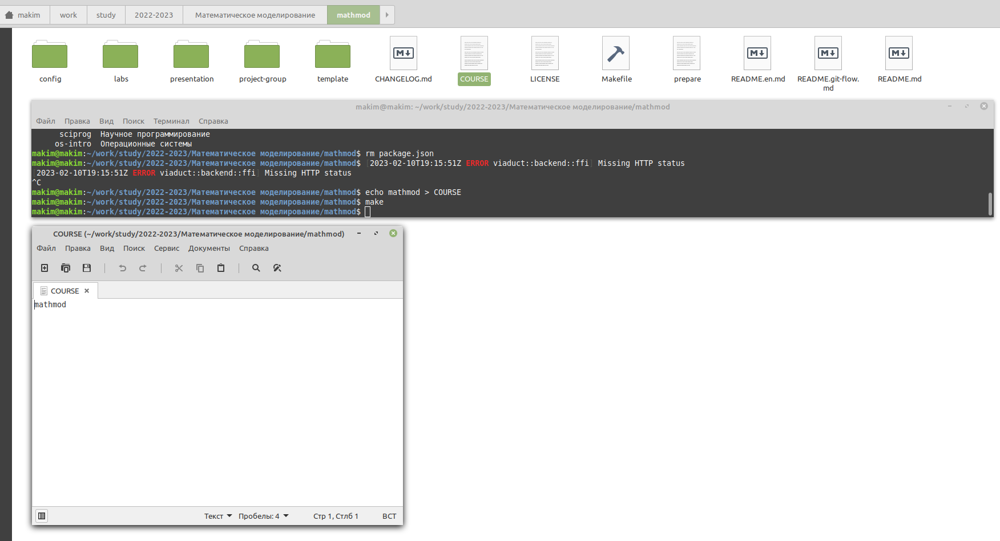 makim work study 2022-2023 Математическое моделирование mathmod
config labs presentation project-group template CHANGELOG.md COURSE LICENSE Makefile prepare README.en.md README.git-flow. README.md
md
makim@makim: ~/work/study/2022-2023/Математическое моделирование/mathmod
Файл Правка Вид Поиск Терминал Справка
sciprog Научное программирование
os-intro Операционные системы
makim@makim:~/work/study/2022-2023/Математическое моделирование/mathmod$ rm package.json
makim@makim:~/work/study/2022-2023/Математическое моделирование/mathmod$ [2023-02-10T19:15:51Z ERROR viaduct::backend::ffi] Missing HTTP status
[2023-02-10T19:15:51Z ERROR viaduct::backend::ffi] Missing HTTP status
^C
makim@makim:~/work/study/2022-2023/Математическое моделирование/mathmod$ echo mathmod > COURSE
makim@makim:~/work/study/2022-2023/Математическое моделирование/mathmod$ make
makim@makim:~/work/study/2022-2023/Математическое моделирование/mathmod$
COURSE (~/work/study/2022-2023/Математическое моделирование/mathmod)
Файл Правка Вид Поиск Сервис Документы Справка
COURSE
mathmod
Текст Пробелы: 4 Стр 1, Стлб 1 ВСТ